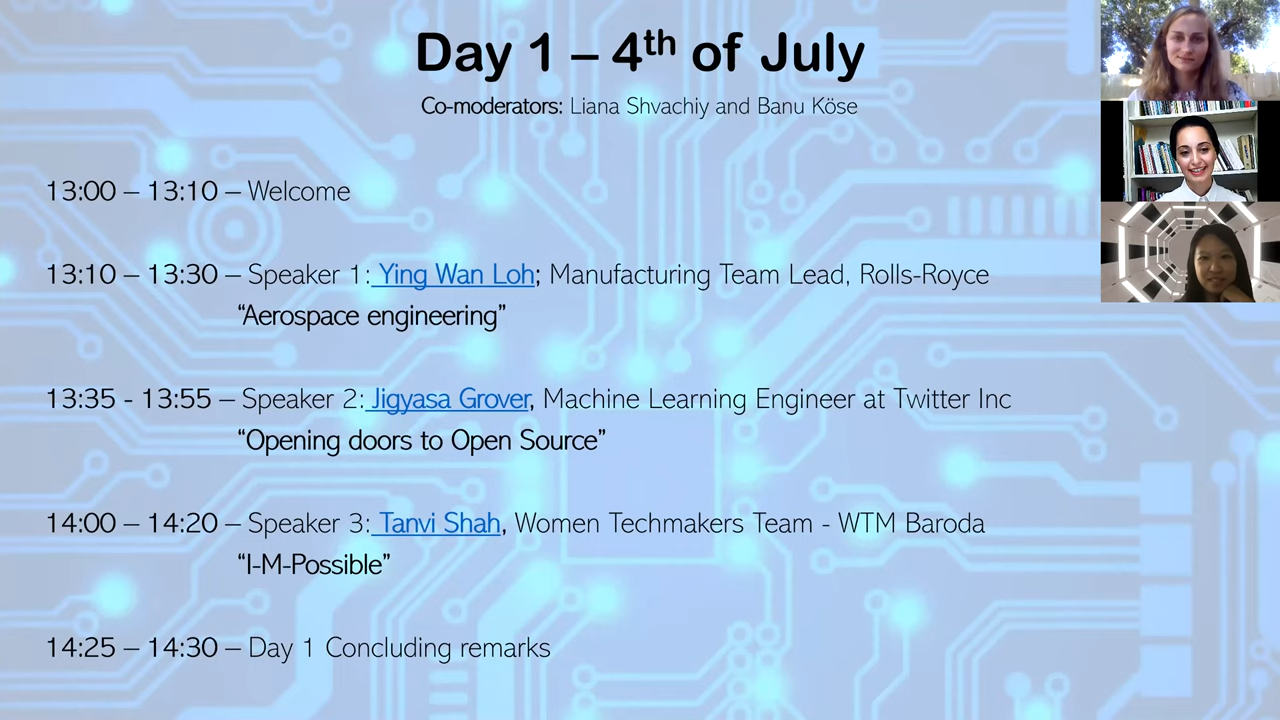 Day 1 – 4th of July
Co-moderators: Liana Shvachiy and Banu Köse
13:00 – 13:10 – Welcome
13:10 – 13:30 – Speaker 1: Ying Wan Loh; Manufacturing Team Lead, Rolls-Royce
“Aerospace engineering”
13:35 - 13:55 – Speaker 2: Jigyasa Grover, Machine Learning Engineer at Twitter Inc
“Opening doors to Open Source”
14:00 – 14:20 – Speaker 3: Tanvi Shah, Women Techmakers Team - WTM Baroda
“I-M-Possible”
14:25 – 14:30 – Day 1 Concluding remarks